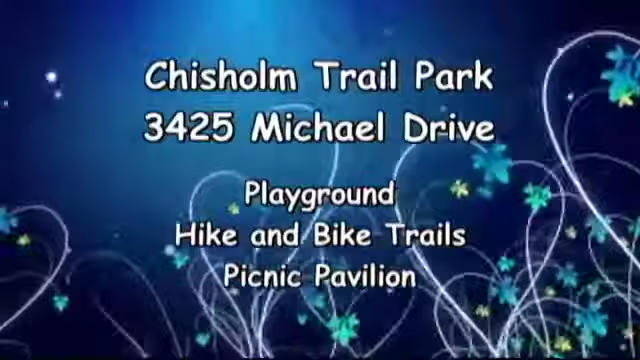 Chisholm Trail Park
3425 Michael Drive
Playground
Hike and Bike Trails
Picnic Pavilion